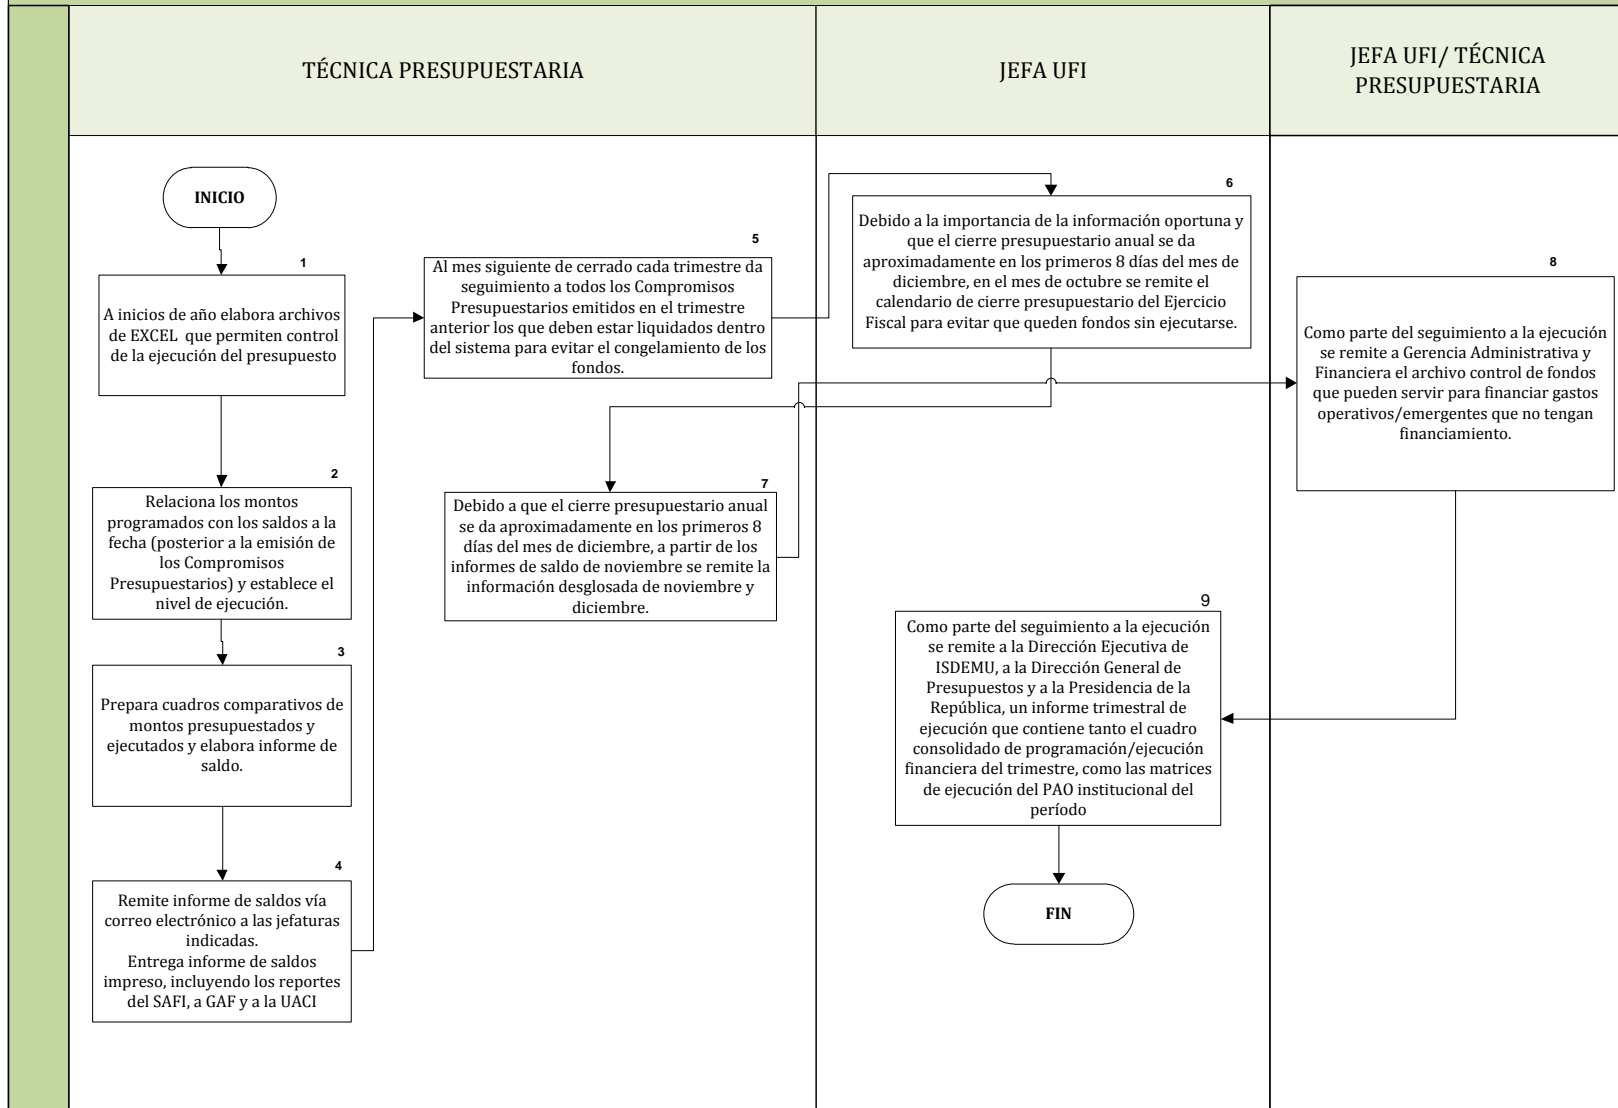 TÉCNICA PRESUPUESTARIA
JEFA UFI
JEFA UFI/ TÉCNICA
PRESUPUESTARIA
INICIO
1
A inicios de año elabora archivos
de EXCEL que permiten control
de la ejecución del presupuesto
2
Relaciona los montos
programados con los saldos a la
fecha (posterior a la emisión de
los Compromisos
Presupuestarios) y establece el
nivel de ejecución.
3
Prepara cuadros comparativos de
montos presupuestados y
ejecutados y elabora informe de
saldo.
4
Remite informe de saldos vía
correo electrónico a las jefaturas
indicadas.
Entrega informe de saldos
impreso, incluyendo los reportes
del SAFI, a GAF y a la UACI
5
Al mes siguiente de cerrado cada trimestre da
seguimiento a todos los Compromisos
Presupuestarios emitidos en el trimestre
anterior los que deben estar liquidados dentro
del sistema para evitar el congelamiento de los
fondos.
6
Debido a la importancia de la información oportuna y
que el cierre presupuestario anual se da
aproximadamente en los primeros 8 días del mes de
diciembre, en el mes de octubre se remite el
calendario de cierre presupuestario del Ejercicio
Fiscal para evitar que queden fondos sin ejecutarse.
7
Debido a que el cierre presupuestario anual
se da aproximadamente en los primeros 8
días del mes de diciembre, a partir de los
informes de saldo de noviembre se remite la
información desglosada de noviembre y
diciembre.
8
Como parte del seguimiento a la ejecución
se remite a Gerencia Administrativa y
Financiera el archivo control de fondos
que pueden servir para financiar gastos
operativos/emergentes que no tengan
financiamiento.
9
Como parte del seguimiento a la ejecución
se remite a la Dirección Ejecutiva de
ISDEMU, a la Dirección General de
Presupuestos y a la Presidencia de la
República, un informe trimestral de
ejecución que contiene tanto el cuadro
consolidado de programación/ejecución
financiera del trimestre, como las matrices
de ejecución del PAO institucional del
período
FIN